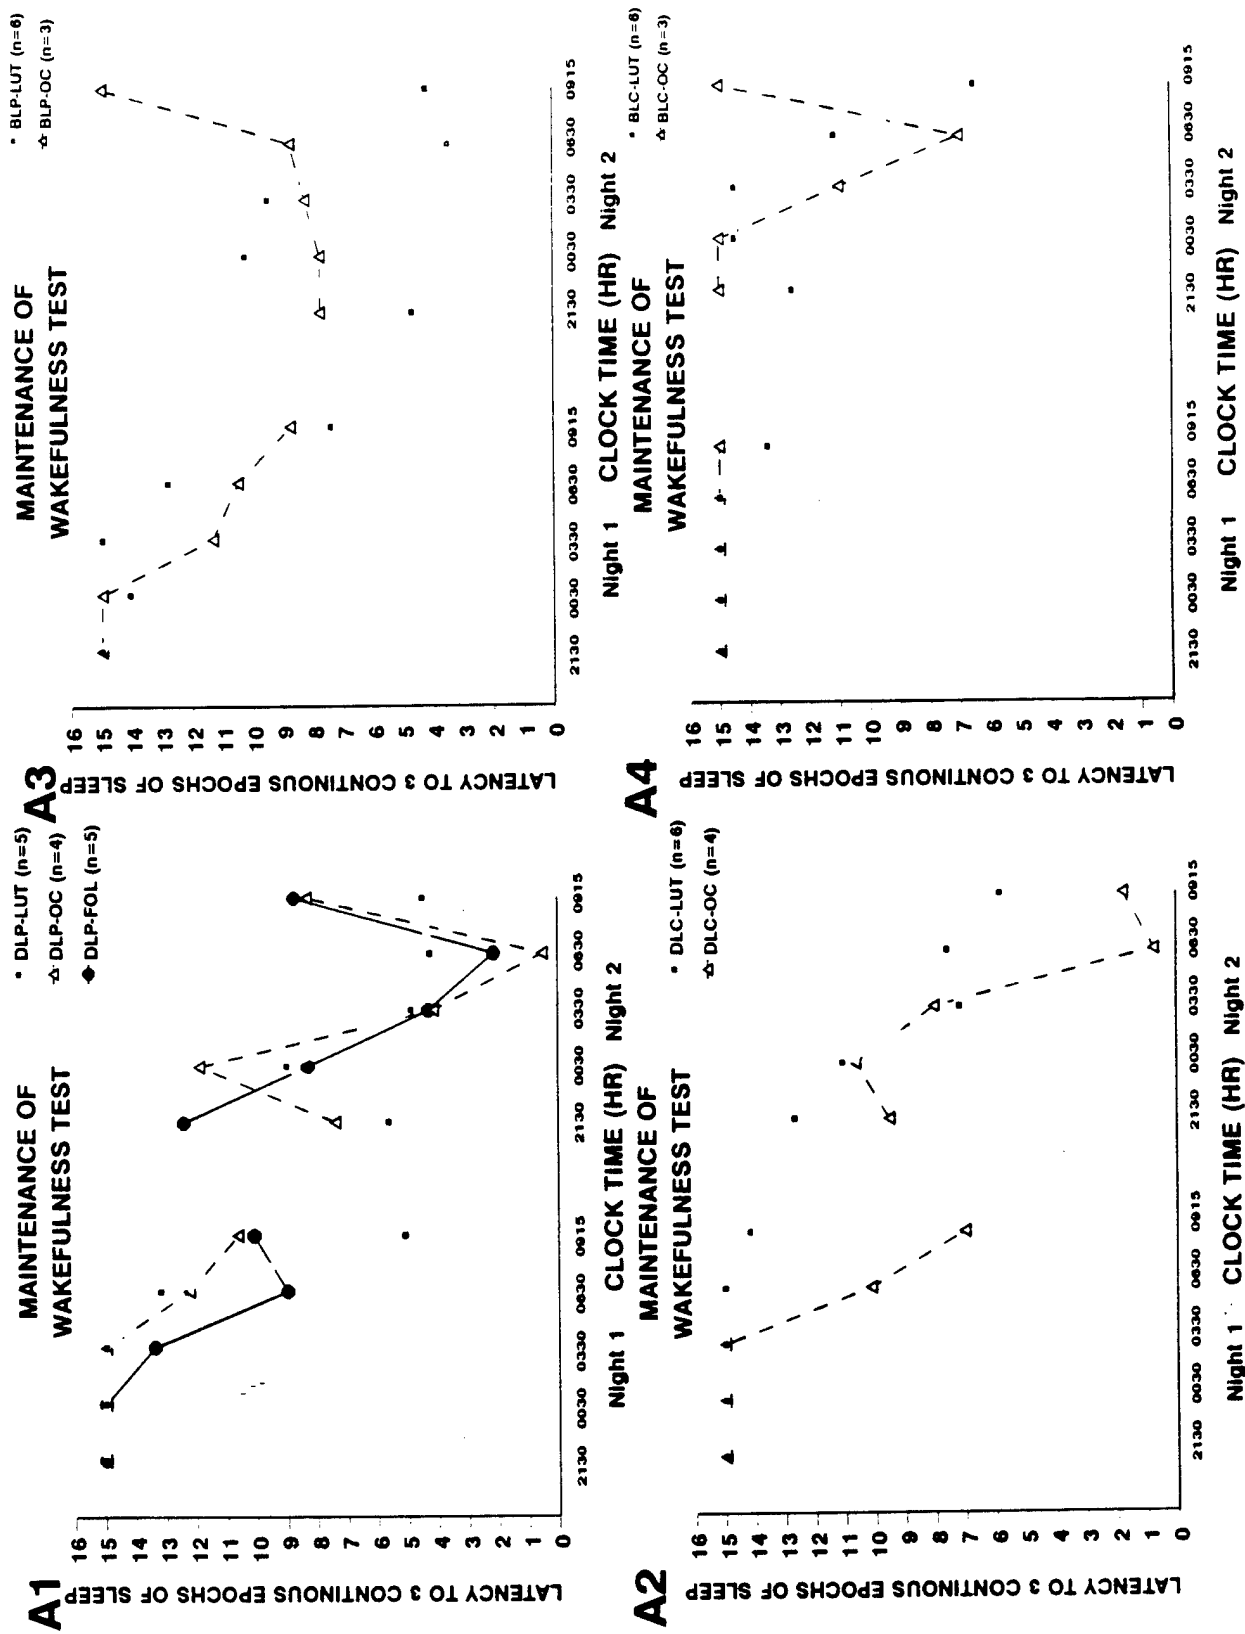 A1
MAINTENANCE OF
WAKEFULNESS TEST
DLP-LUT (n=5)
DLP-OC (n=4)
DLP-FOL (n=5)
LATENCY TO 3 CONTINOUS EPOCHS OF SLEEP
16
15
14
13
12
11
10
9
8
7
6
5
4
3
2
1
0
2130 0030 0330 0630 0915 2130 0030 0330 0630 0915
Night 1 CLOCK TIME (HR) Night 2
A2
MAINTENANCE OF
WAKEFULNESS TEST
DLC-LUT (n=6)
DLC-OC (n=4)
LATENCY TO 3 CONTINOUS EPOCHS OF SLEEP
16
15
14
13
12
11
10
9
8
7
6
5
4
3
2
1
0
2130 0030 0330 0630 0915 2130 0030 0330 0630 0915
Night 1 CLOCK TIME (HR) Night 2
A3
MAINTENANCE OF
WAKEFULNESS TEST
BLP-LUT (n=6)
BLP-OC (n=3)
LATENCY TO 3 CONTINOUS EPOCHS OF SLEEP
16
15
14
13
12
11
10
9
8
7
6
5
4
3
2
1
0
2130 0030 0330 0630 0915 2130 0030 0330 0630 0915
Night 1 CLOCK TIME (HR) Night 2
A4
MAINTENANCE OF
WAKEFULNESS TEST
BLC-LUT (n=6)
BLC-OC (n=3)
LATENCY TO 3 CONTINOUS EPOCHS OF SLEEP
16
15
14
13
12
11
10
9
8
7
6
5
4
3
2
1
0
2130 0030 0330 0630 0915 2130 0030 0330 0630 0915
Night 1 CLOCK TIME (HR) Night 2